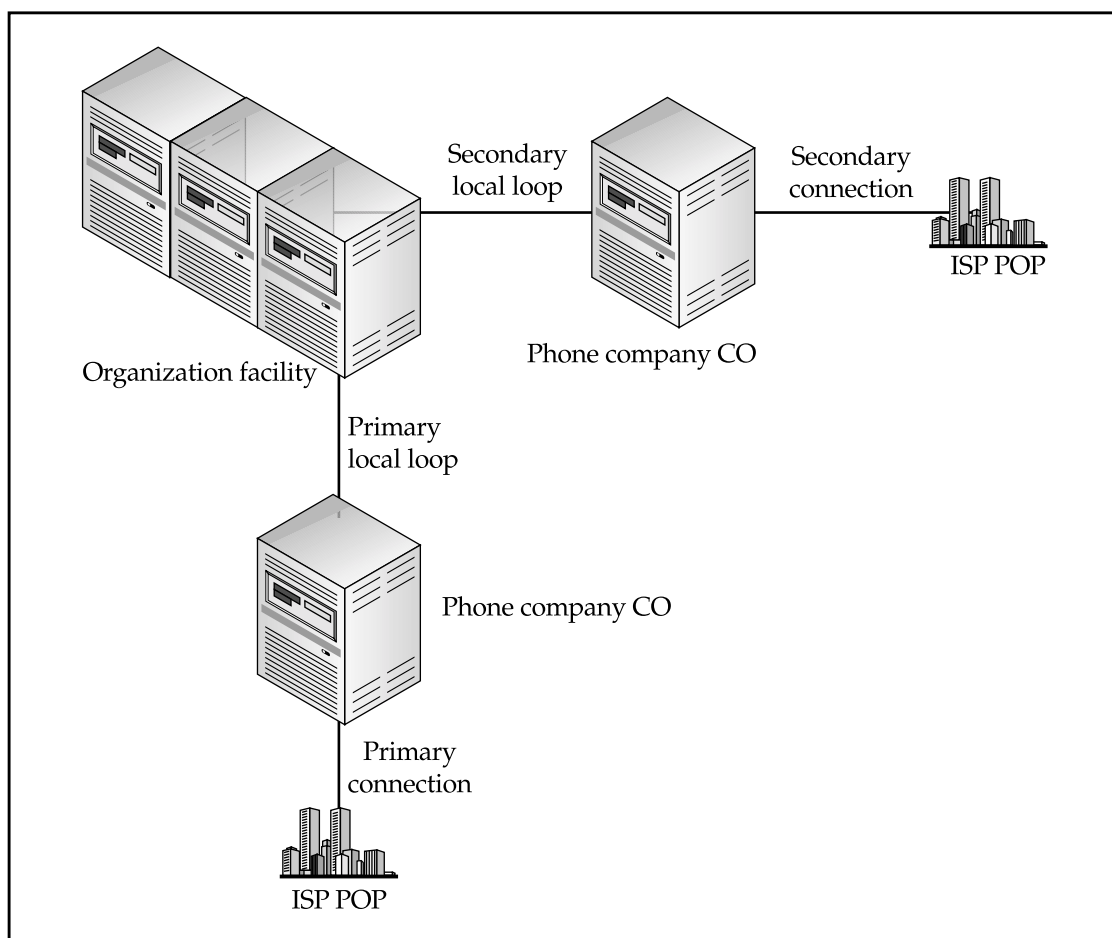 Secondary
local loop
Secondary
connection
ISP POP
Phone company CO
Organization facility
Primary
local loop
Phone company CO
Primary
connection
ISP POP